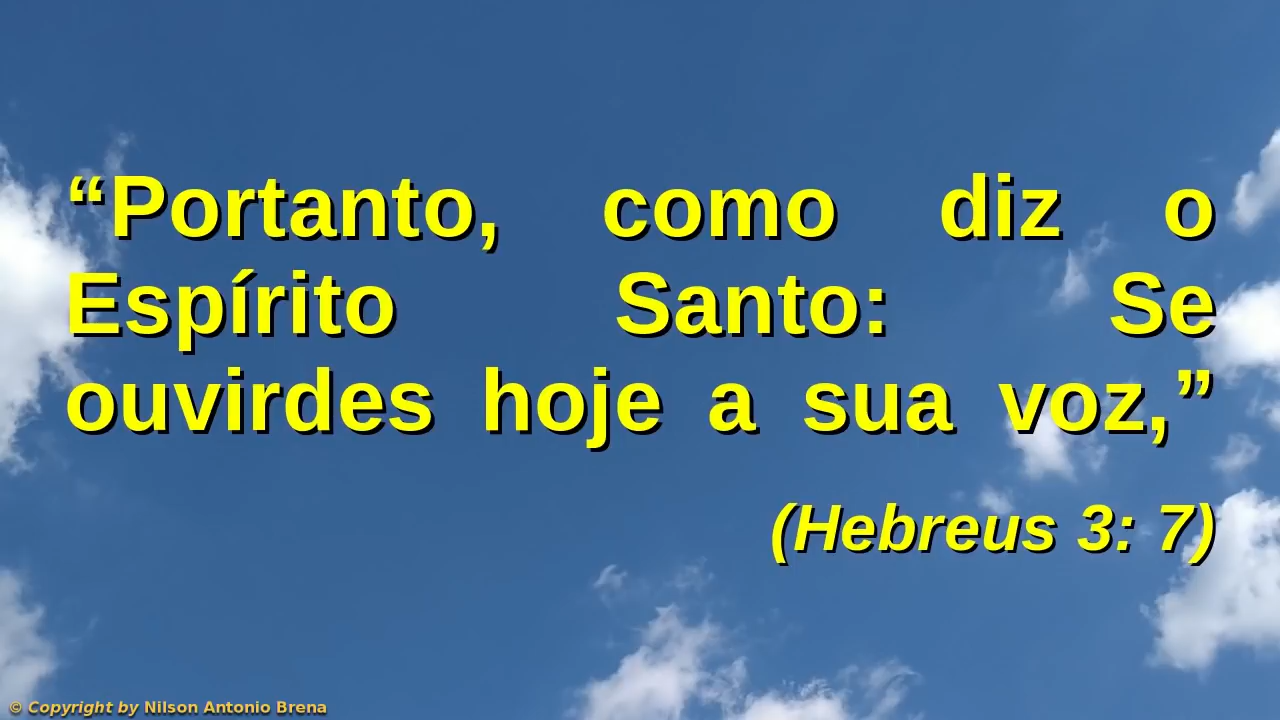 “Portanto, como diz o
Espírito Santo: Se
ouvirdes hoje a sua voz,”
(Hebreus 3: 7)
© Copyright by Nilson Antonio Brena